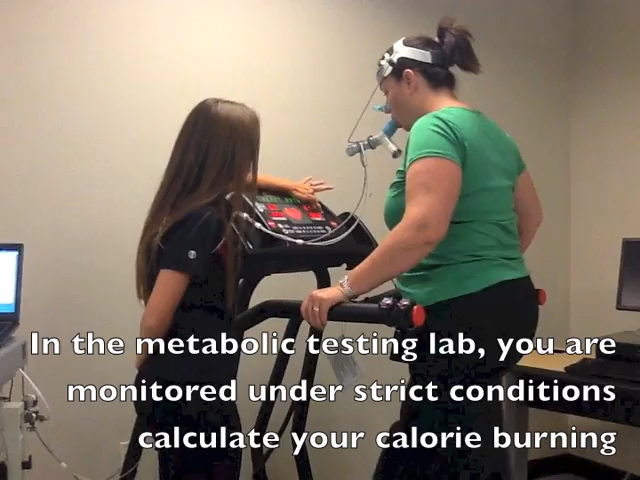 In the metabolic testing lab, you are
monitored under strict conditions
calculate your calorie burning